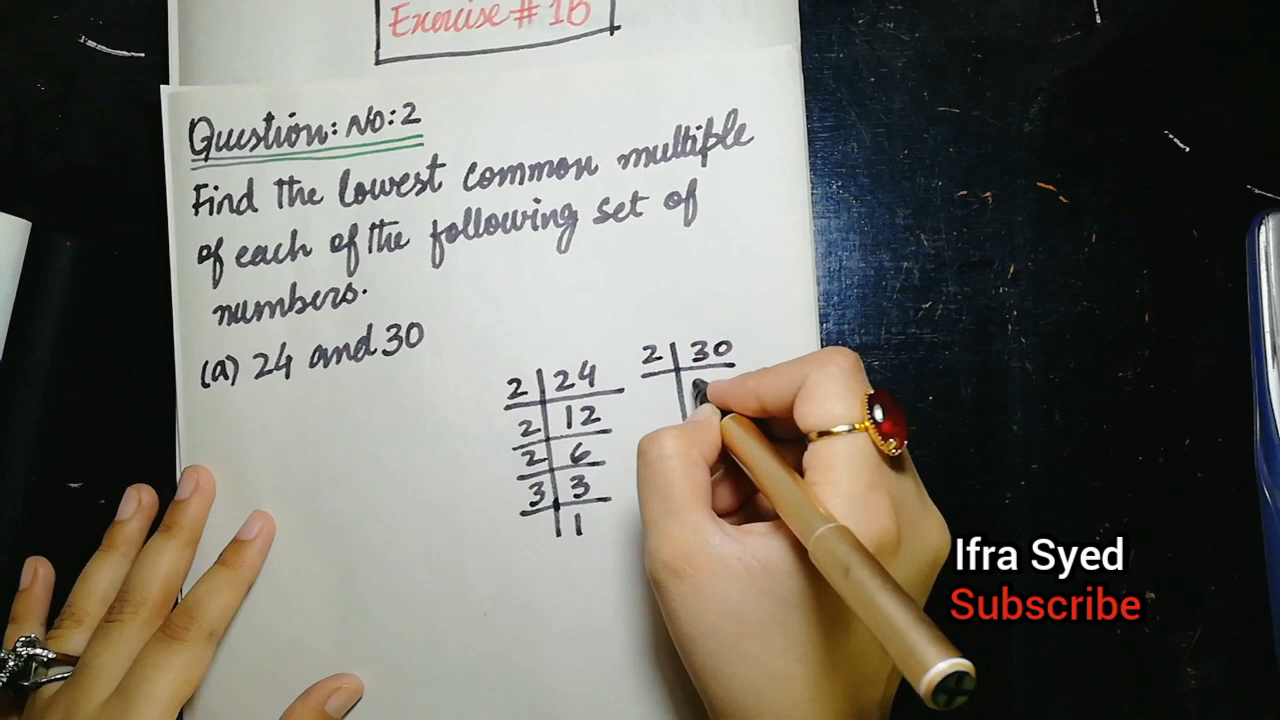 Exercise # 1B
Question: No: 2
Find the lowest common multiple
of each of the following set of
numbers.
(a) 24 and 30
2 | 24
2 | 12
2 | 6
3 | 3
1
2 | 30
Ifra Syed
Subscribe